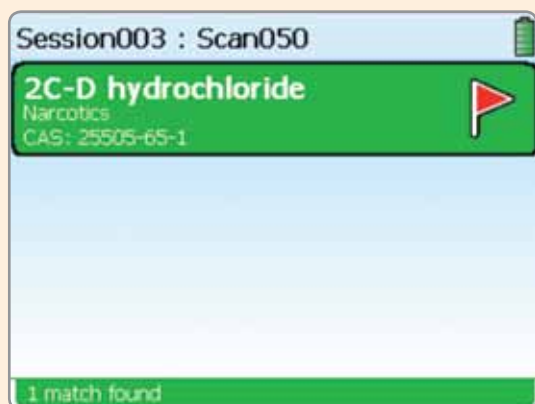 Session003 : Scan050
2C-D hydrochloride
Narcotics
CAS: 25505-65-1
1 match found